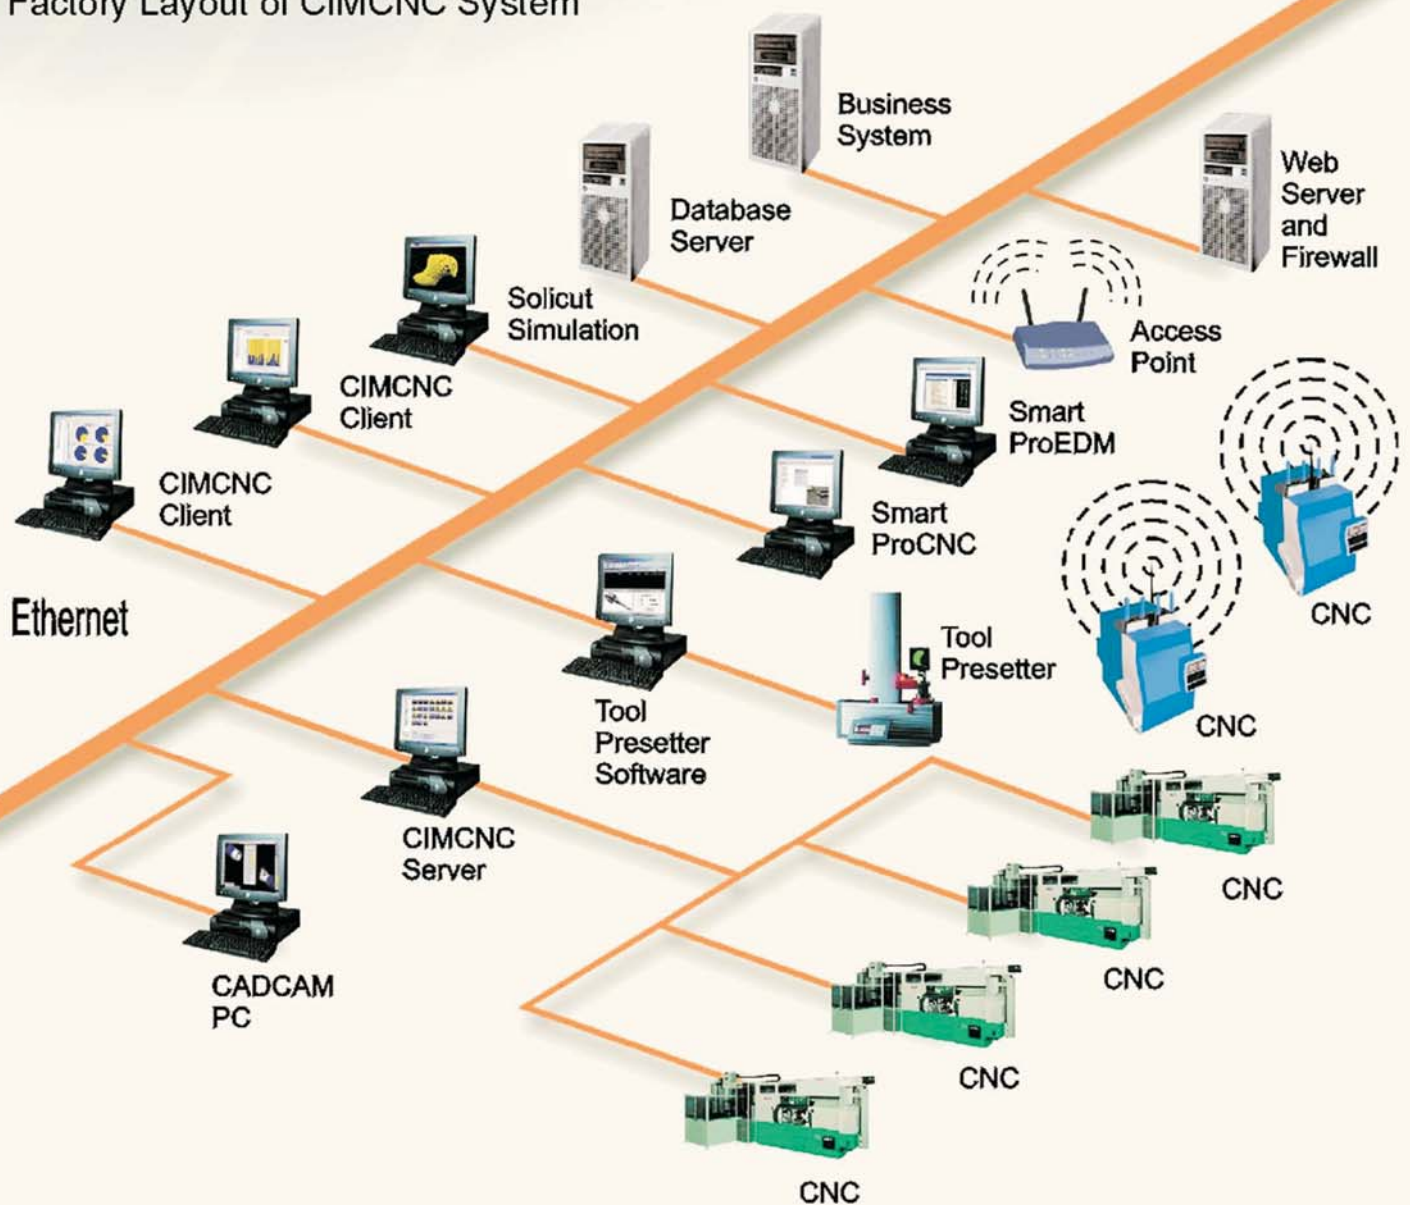 Factory Layout of CIMCNC System
Business
System
Web
Server
and
Firewall
Database
Server
Solicut
Simulation
Access
Point
CIMCNC
Client
Smart
ProEDM
CIMCNC
Client
Smart
ProCNC
Ethernet
CNC
Tool
Presetter
CNC
Tool
Presetter
Software
CIMCNC
Server
CNC
CADCAM
PC
CNC
CNC
CNC